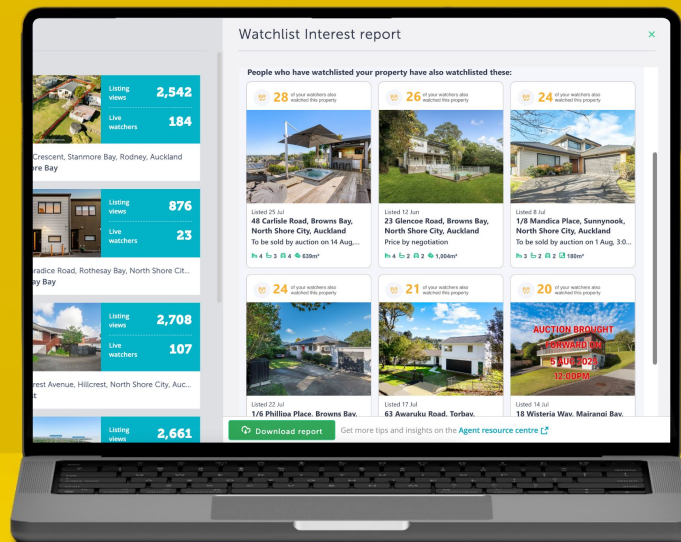 Watchlist Interest report
People who have watchlisted your property have also watchlisted these:
Listing views 2,542
Live watchers 184
Crescent, Stanmore Bay, Rodney, Auckland
re Bay
Listing views 876
Live watchers 23
radice Road, Rothesay Bay, North Shore Cit...
ay Bay
Listing views 2,708
Live watchers 107
rest Avenue, Hillcrest, North Shore City, Auc...
st
Listing views 2,661
28 of your watchers also watched this property
Listed 25 Jul
48 Carlisle Road, Browns Bay,
North Shore City, Auckland
To be sold by auction on 14 Aug,...
4 3 4 639m²
26 of your watchers also watched this property
Listed 12 Jun
23 Glencoe Road, Browns Bay,
North Shore City, Auckland
Price by negotiation
4 2 2 1,004m²
24 of your watchers also watched this property
Listed 8 Jul
1/8 Mandica Place, Sunnynook,
North Shore City, Auckland
To be sold by auction on 1 Aug, 3:0...
3 2 2 180m²
24 of your watchers also watched this property
Listed 22 Jul
1/6 Phillipa Place, Browns Bay,
21 of your watchers also watched this property
Listed 17 Jul
63 Awaruku Road, Torbay,
20 of your watchers also watched this property
AUCTION BROUGHT
FORWARD ON
5 AUG 2025
12:00PM
Listed 14 Jul
18 Wisteria Way, Mairangi Bay,
Download report
Get more tips and insights on the Agent resource centre